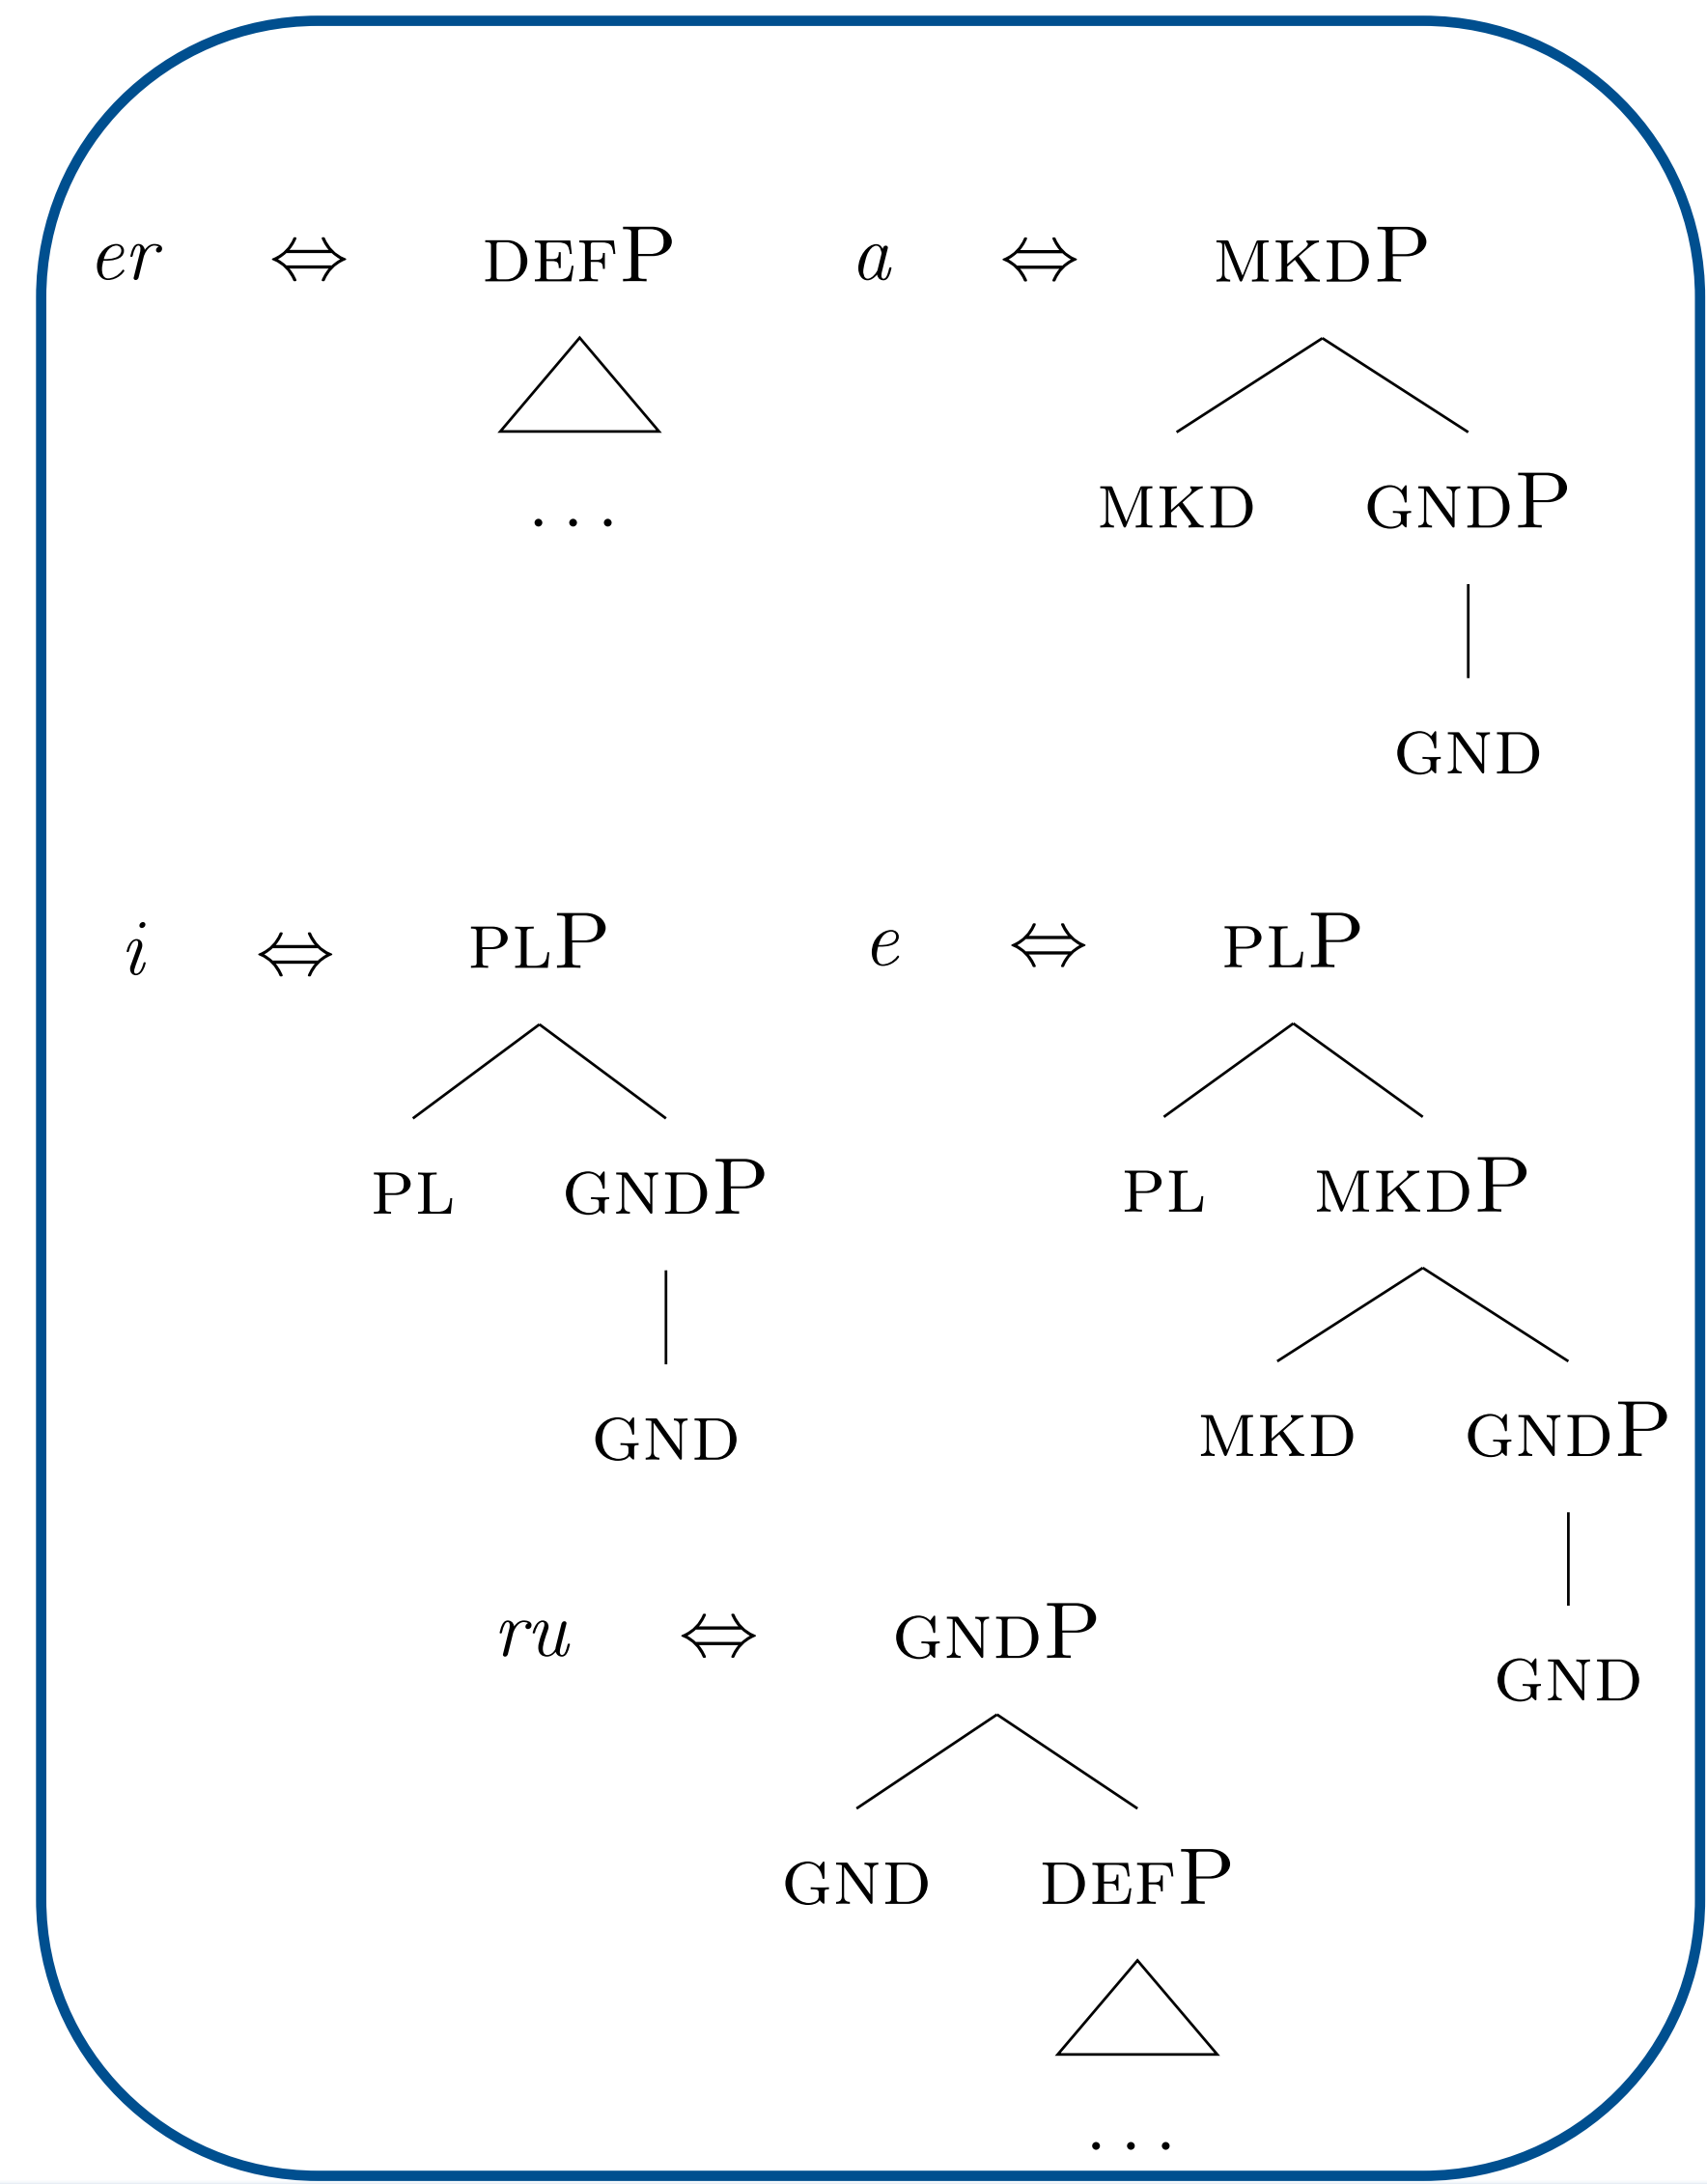 er ⇔ DEFP a ⇔ MKDP
...
MKD GNDP
GND
i ⇔ PLP e ⇔ PLP
PL GNDP PL MKDP
GND MKD GNDP
ru ⇔ GNDP
GND
GND DEFP
...